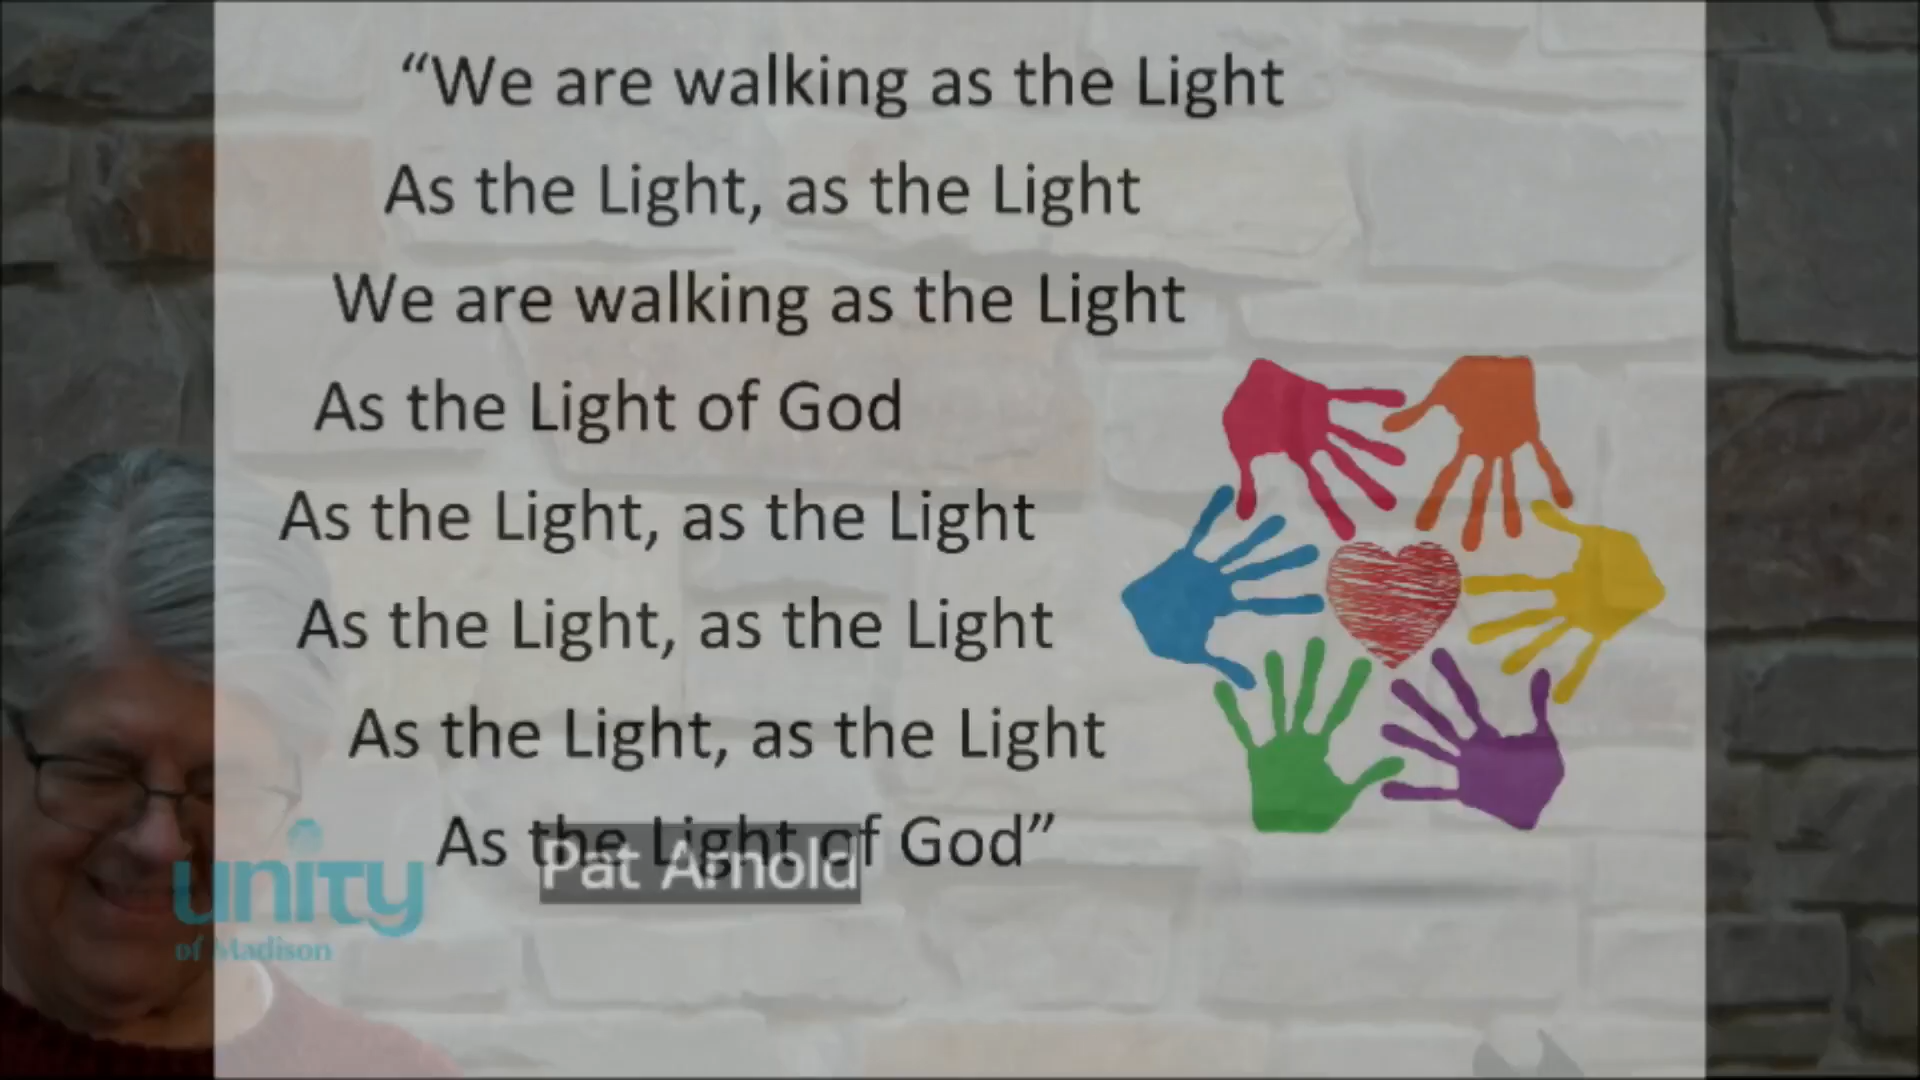 “We are walking as the Light
As the Light, as the Light
We are walking as the Light
As the Light of God
As the Light, as the Light
As the Light, as the Light
As the Light, as the Light
As the Light of God”
Pat Arnold
unity
of Madison